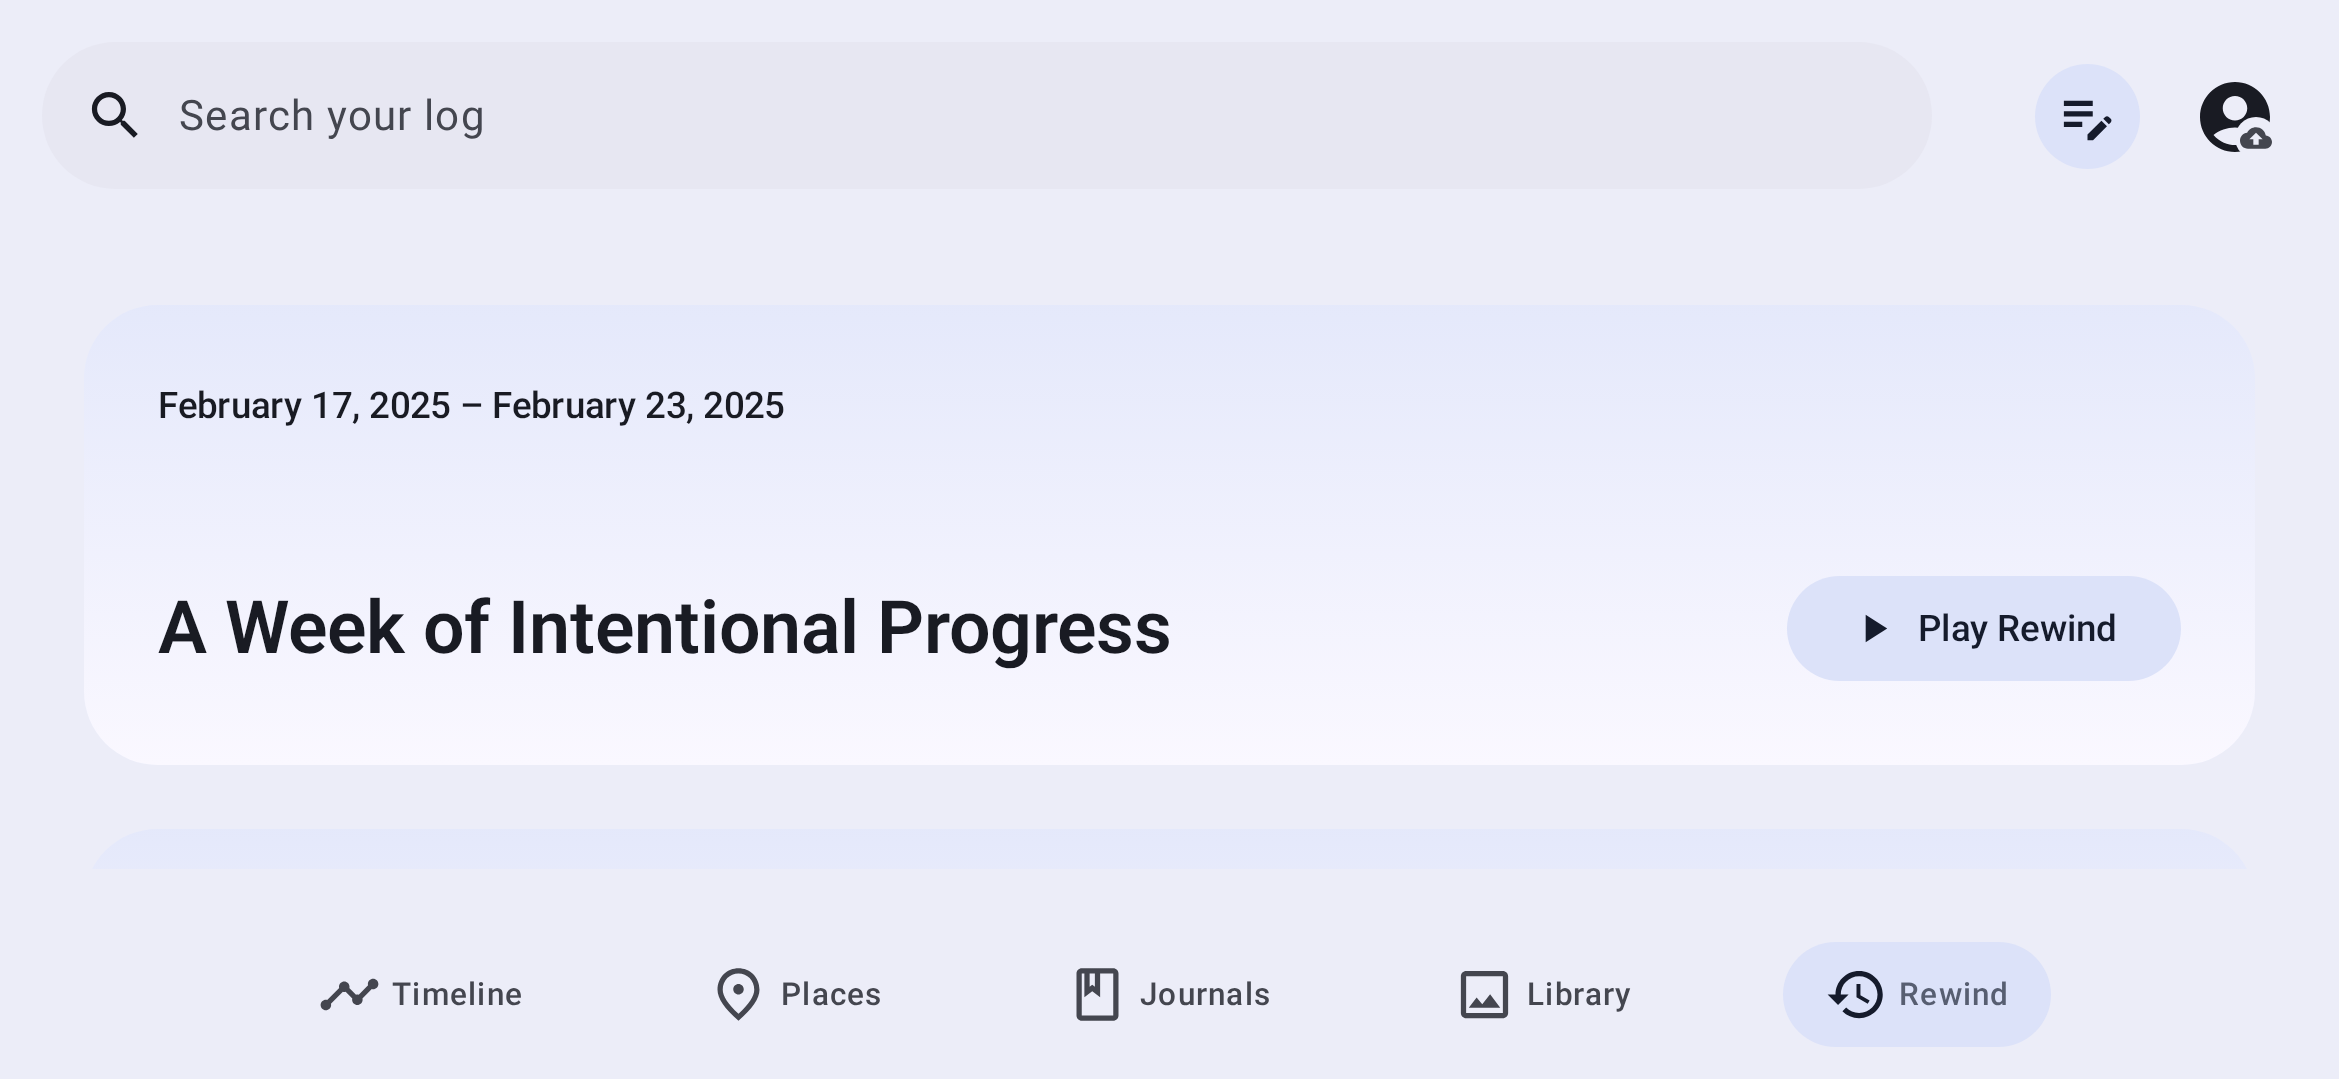 Search your log
February 17, 2025 – February 23, 2025
A Week of Intentional Progress
Play Rewind
Timeline
Places
Journals
Library
Rewind